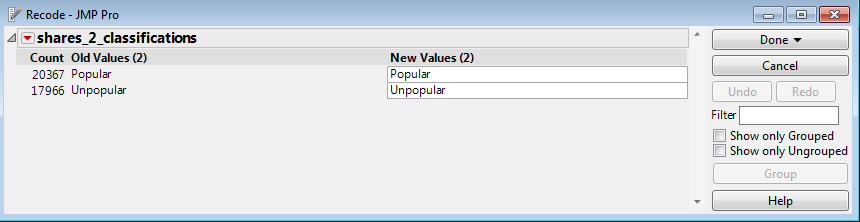 Recode - JMP Pro
shares_2_classifications
Count Old Values (2) New Values (2)
20367 Popular Popular
17966 Unpopular Unpopular
Done
Cancel
Undo Redo
Filter
Show only Grouped
Show only Ungrouped
Group
Help